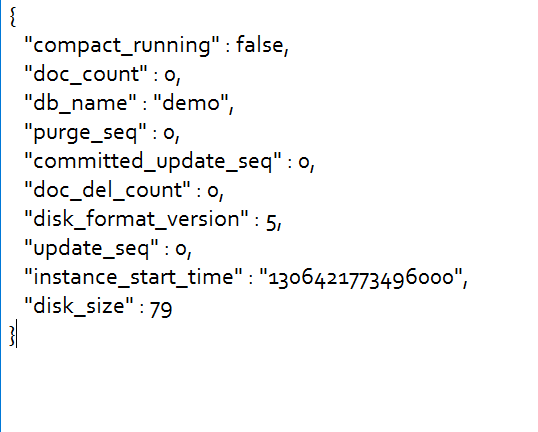 {
"compact_running" : false,
"doc_count" : 0,
"db_name" : "demo",
"purge_seq" : 0,
"committed_update_seq" : 0,
"doc_del_count" : 0,
"disk_format_version" : 5,
"update_seq" : 0,
"instance_start_time" : "1306421773496000",
"disk_size" : 79
}